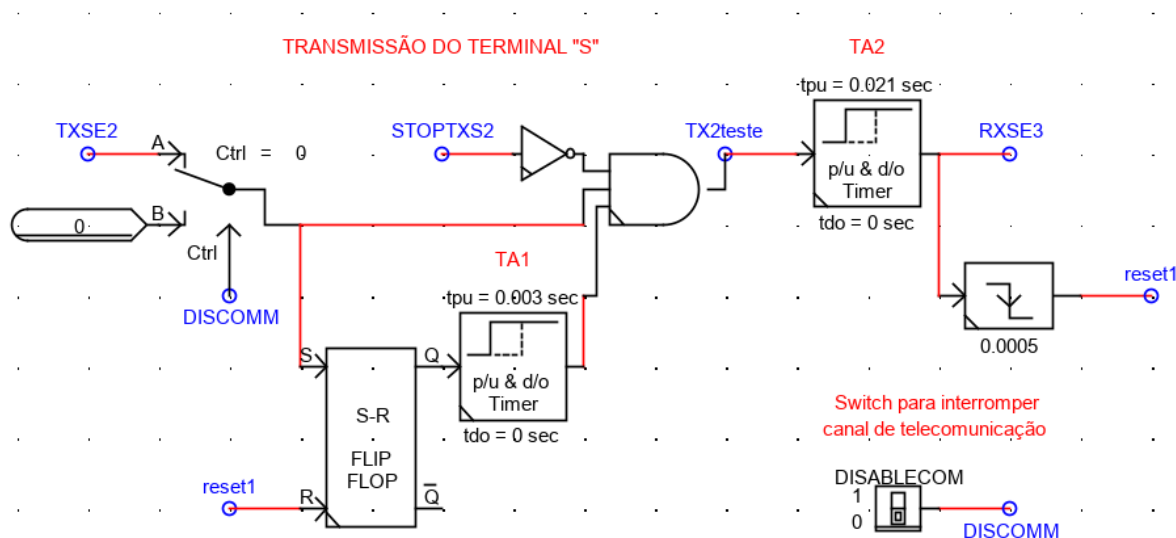 TRANSMISSÃO DO TERMINAL "S"
TA2
tpu = 0.021 sec
TXSE2
A
Ctrl = 0
STOPTXS2
TX2teste
RXSE3
p/u & d/o
Timer
B
0
tdo = 0 sec
Ctrl
TA1
DISCOMM
tpu = 0.003 sec
reset1
0.0005
S
Q
p/u & d/o
Timer
S-R
FLIP
FLOP
tdo = 0 sec
Switch para interromper
canal de telecomunicação
reset1
R
Q̅
DISABLECOM
1
0
DISCOMM